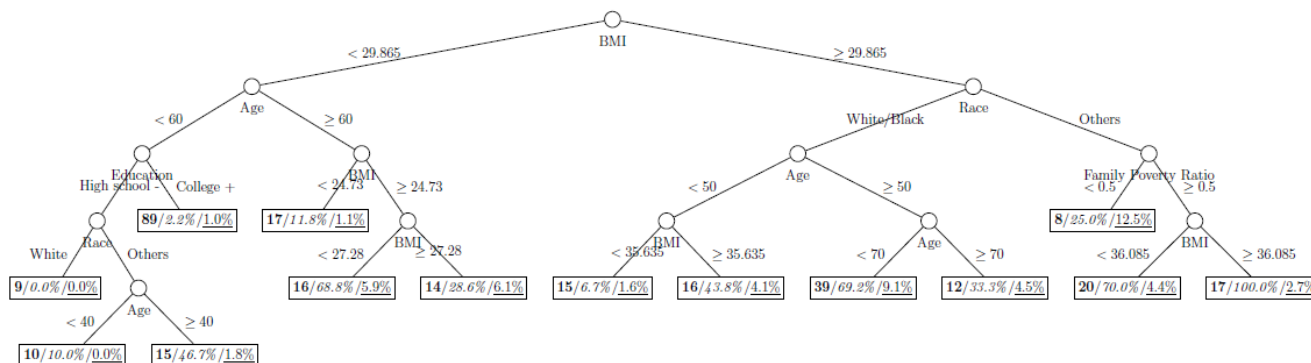 BMI
< 29.865
≥ 29.865
Age
Race
< 60
≥ 60
White/Black
Others
Education
BMI
Age
Family Poverty Ratio
High school -
College +
< 24.73
≥ 24.73
< 50
≥ 50
< 0.5
≥ 0.5
Race
89/2.2%/1.0%
17/11.8%/1.1%
BMI
BMI
Age
8/25.0%/12.5%
BMI
White
Others
< 27.28
≥ 27.28
< 35.635
≥ 35.635
< 70
≥ 70
< 36.085
≥ 36.085
9/0.0%/0.0%
Age
16/68.8%/5.9%
14/28.6%/6.1%
15/6.7%/1.6%
16/43.8%/4.1%
39/69.2%/9.1%
12/33.3%/4.5%
20/70.0%/4.4%
17/100.0%/2.7%
< 40
≥ 40
10/10.0%/0.0%
15/46.7%/1.8%